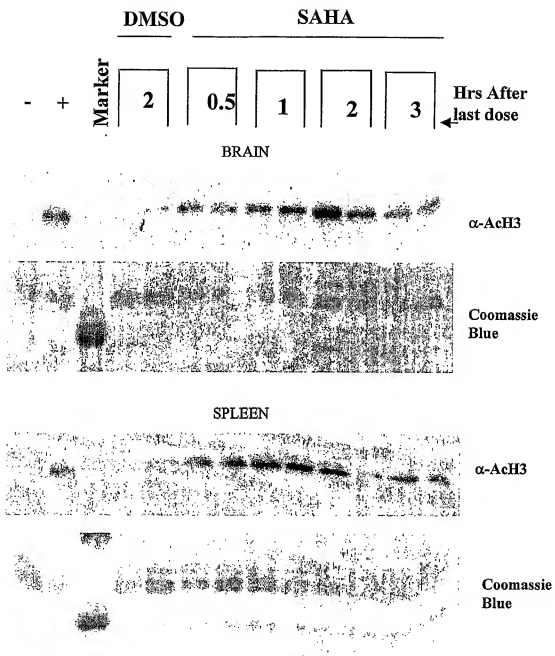 DMSO SAHA
- + Marker 2 0.5 1 2 3 Hrs After
last dose
BRAIN
α-AcH3
Coomassie
Blue
SPLEEN
α-AcH3
Coomassie
Blue